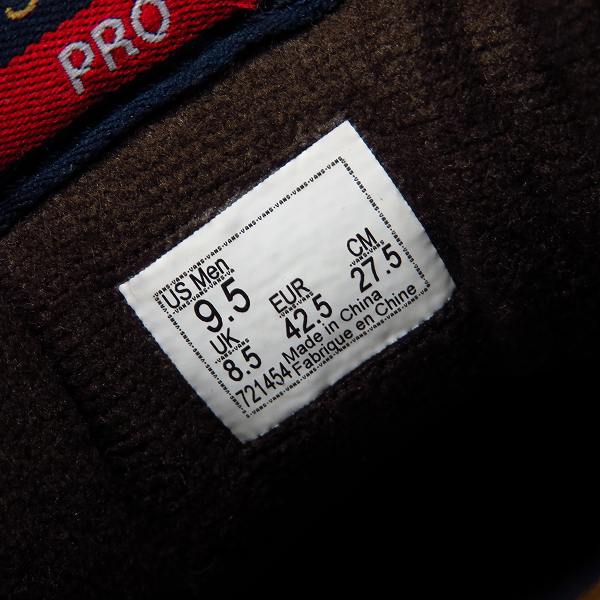 PRO
US Men
9.5
UK
8.5
EUR
42.5
CM
27.5
721454 Made in China
Fabrique en Chine